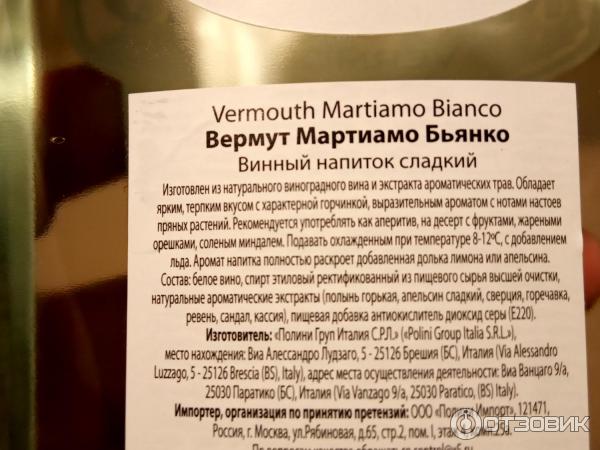 Vermouth Martiamo Bianco
Вермут Мартиамо Бьянко
Винный напиток сладкий
Изготовлен из натурального виноградного вина и экстракта ароматических трав. Обладает
ярким, терпким вкусом с характерной горчинкой, выразительным ароматом с нотами настоев
пряных растений. Рекомендуется употреблять как аперитив, на десерт с фруктами, жареными
орешками, соленым миндалем. Подавать охлажденным при температуре 8-12ºС, с добавлением
льда. Аромат напитка полностью раскроет добавленная долька лимона или апельсина.
Состав: белое вино, спирт этиловый ректификованный из пищевого сырья высшей очистки,
натуральные ароматические экстракты (полынь горькая, апельсин сладкий, сверция, горечавка,
ревень, сандал, кассия), пищевая добавка антиокислитель диоксид серы (Е220).
Изготовитель: «Полини Груп Италия С.Р.Л.» («Polini Group Italia S.R.L.»),
место нахождения: Виа Алессандро Лудзаго, 5 - 25126 Брешия (БС), Италия (Via Alessandro
Luzzago, 5 - 25126 Brescia (BS), Italy), адрес места осуществления деятельности: Виа Ванцаго 9/а,
25030 Паратико (БС), Италия (Via Vanzago 9/a, 25030 Paratico, (BS) Italy).
Импортер, организация по принятию претензий: ООО Импорт», 121471,
Россия, г. Москва, ул.Рябиновая, д.65, стр.2, пом. I,
ОТЗОВИК